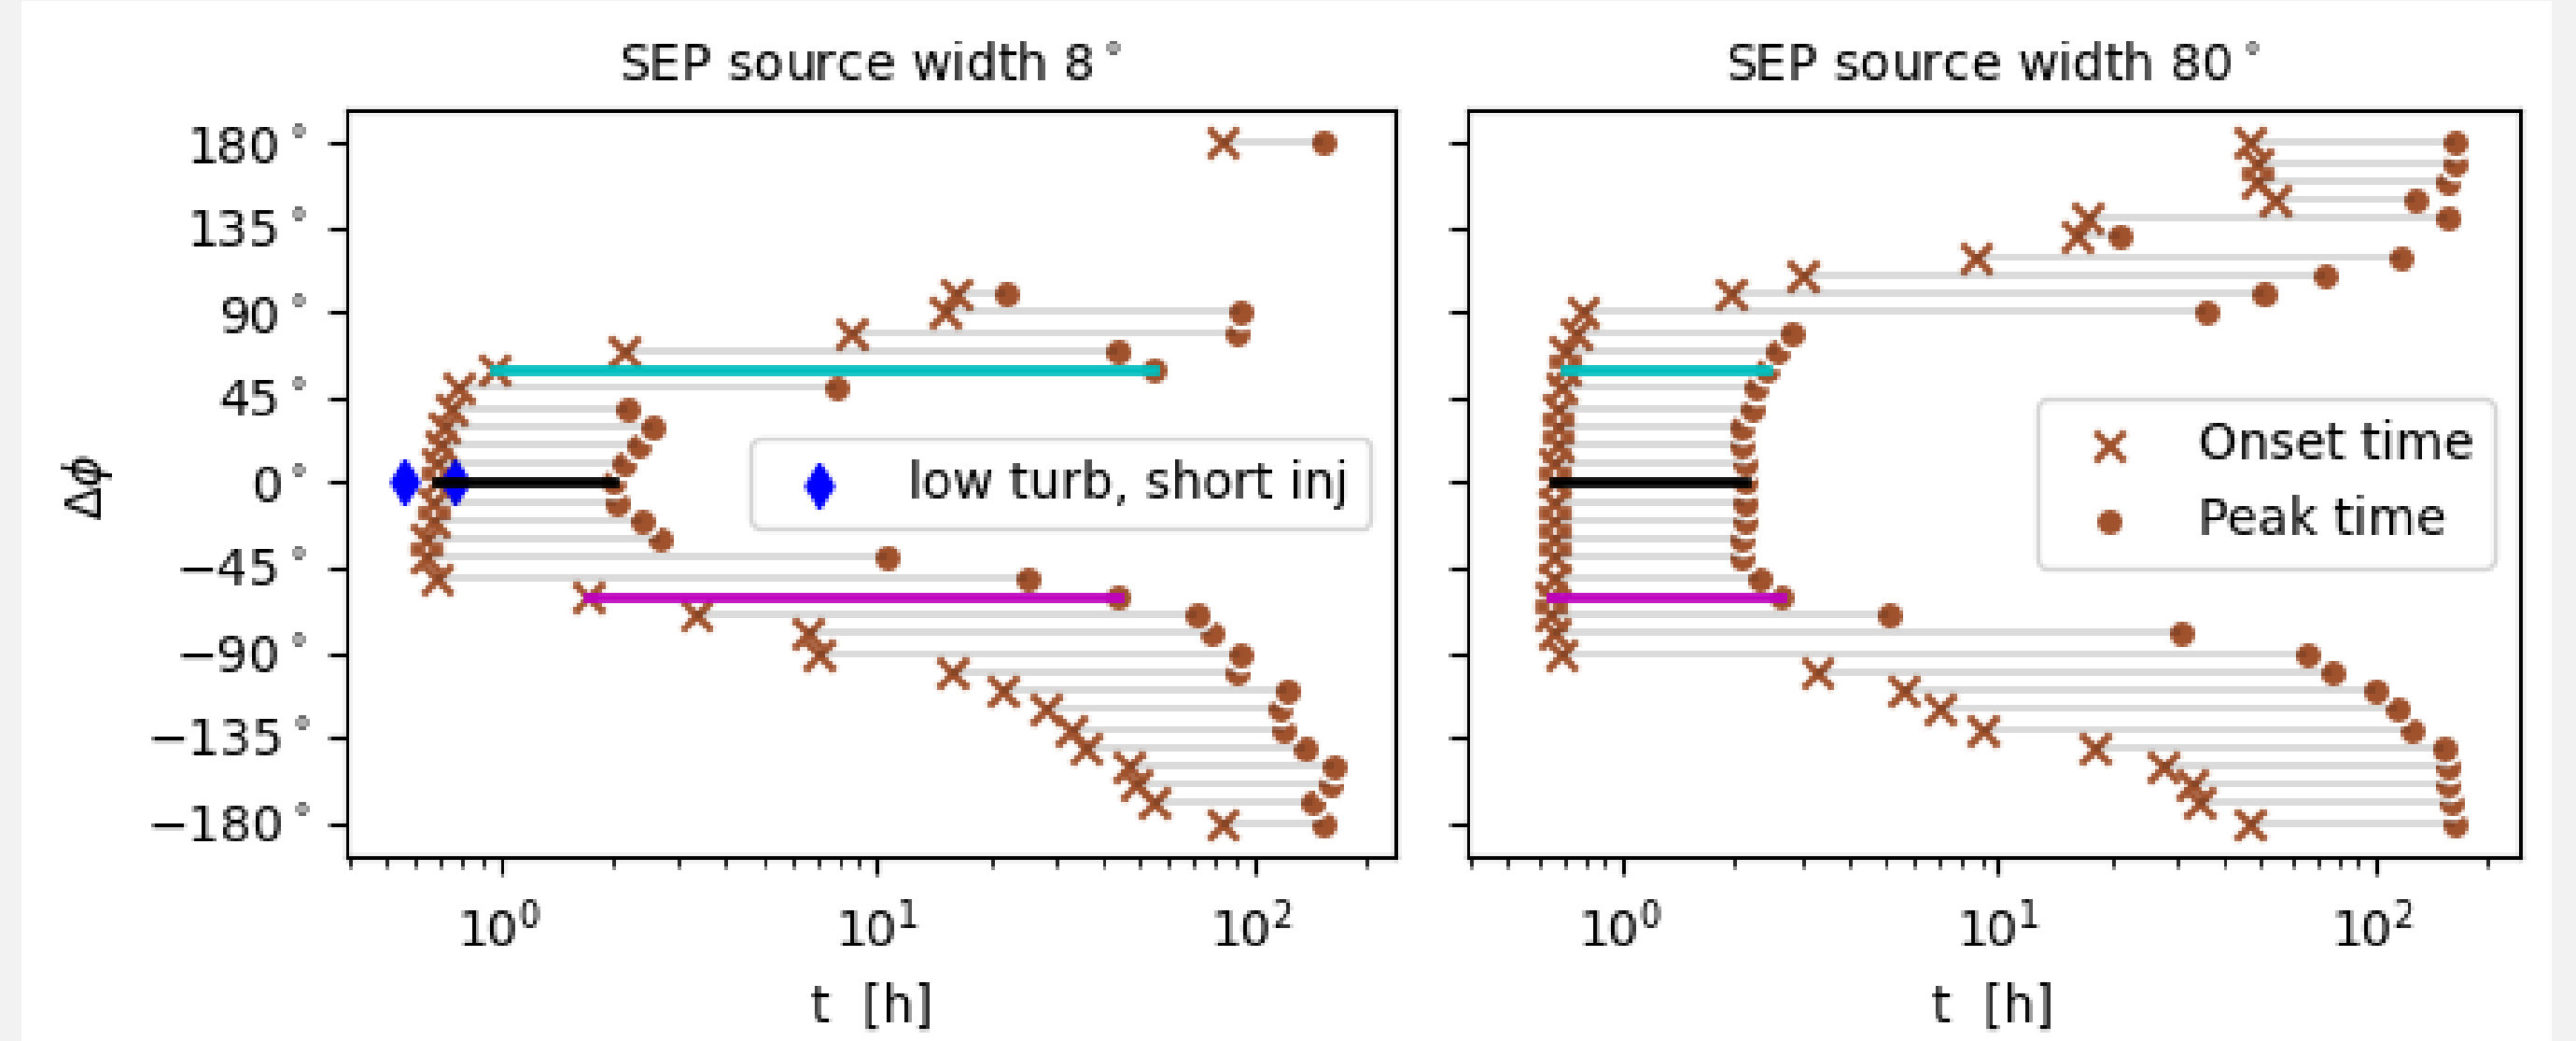 SEP source width 8°
SEP source width 80°
180°
135°
90°
45°
0°
−45°
−90°
−135°
−180°
Δϕ
low turb, short inj
Onset time
Peak time
10⁰
10¹
10²
10⁰
10¹
10²
t [h]
t [h]